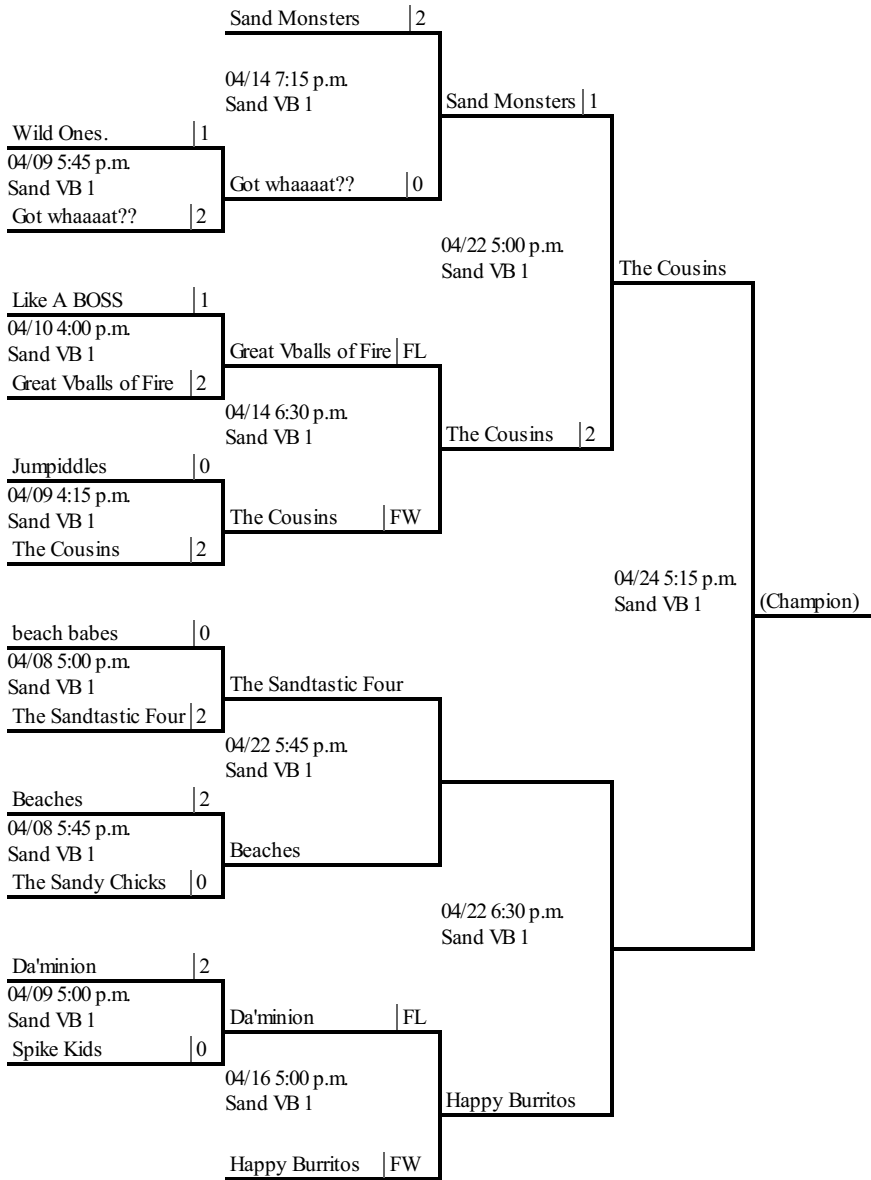 Sand Monsters 2
04/14 7:15 p.m.
Sand VB 1
Sand Monsters 1
Wild Ones. 1
04/09 5:45 p.m.
Sand VB 1
Got whaaaat?? 0
Got whaaaat?? 2
04/22 5:00 p.m.
Sand VB 1
The Cousins
Like A BOSS 1
04/10 4:00 p.m.
Sand VB 1
Great Vballs of Fire FL
Great Vballs of Fire 2
04/14 6:30 p.m.
Sand VB 1
The Cousins 2
Jumpiddles 0
04/09 4:15 p.m.
Sand VB 1
The Cousins FW
The Cousins 2
04/24 5:15 p.m.
Sand VB 1
(Champion)
beach babes 0
04/08 5:00 p.m.
Sand VB 1
The Sandtastic Four
The Sandtastic Four 2
04/22 5:45 p.m.
Sand VB 1
Beaches 2
04/08 5:45 p.m.
Sand VB 1
Beaches
The Sandy Chicks 0
04/22 6:30 p.m.
Sand VB 1
Da'minion 2
04/09 5:00 p.m.
Sand VB 1
Da'minion FL
Spike Kids 0
04/16 5:00 p.m.
Sand VB 1
Happy Burritos
Happy Burritos FW